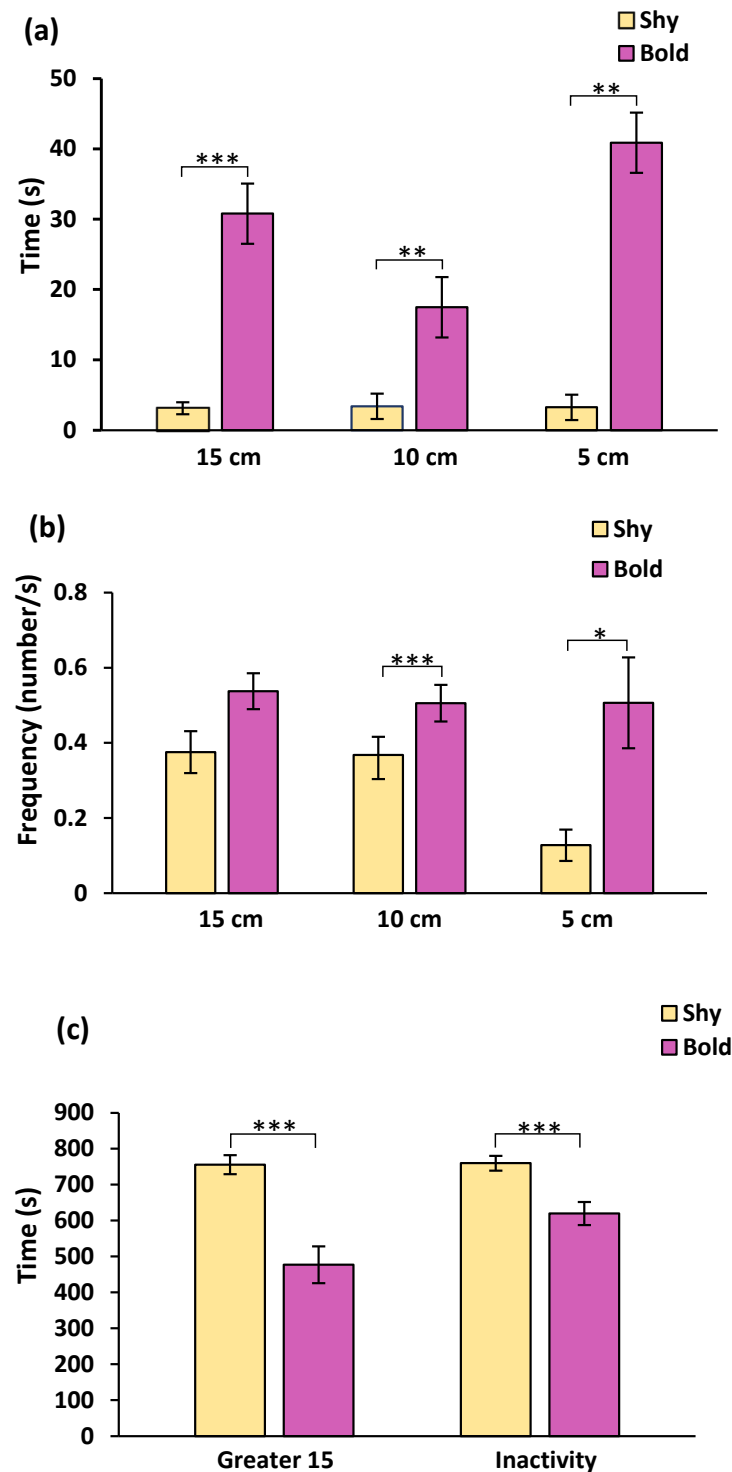 (a)
Shy
Bold
Time (s)
50
40
30
20
10
0
***
**
**
15 cm
10 cm
5 cm
(b)
Shy
Bold
Frequency (number/s)
0.8
0.6
0.4
0.2
0
***
*
15 cm
10 cm
5 cm
(c)
Shy
Bold
Time (s)
900
800
700
600
500
400
300
200
100
0
***
***
Greater 15
Inactivity